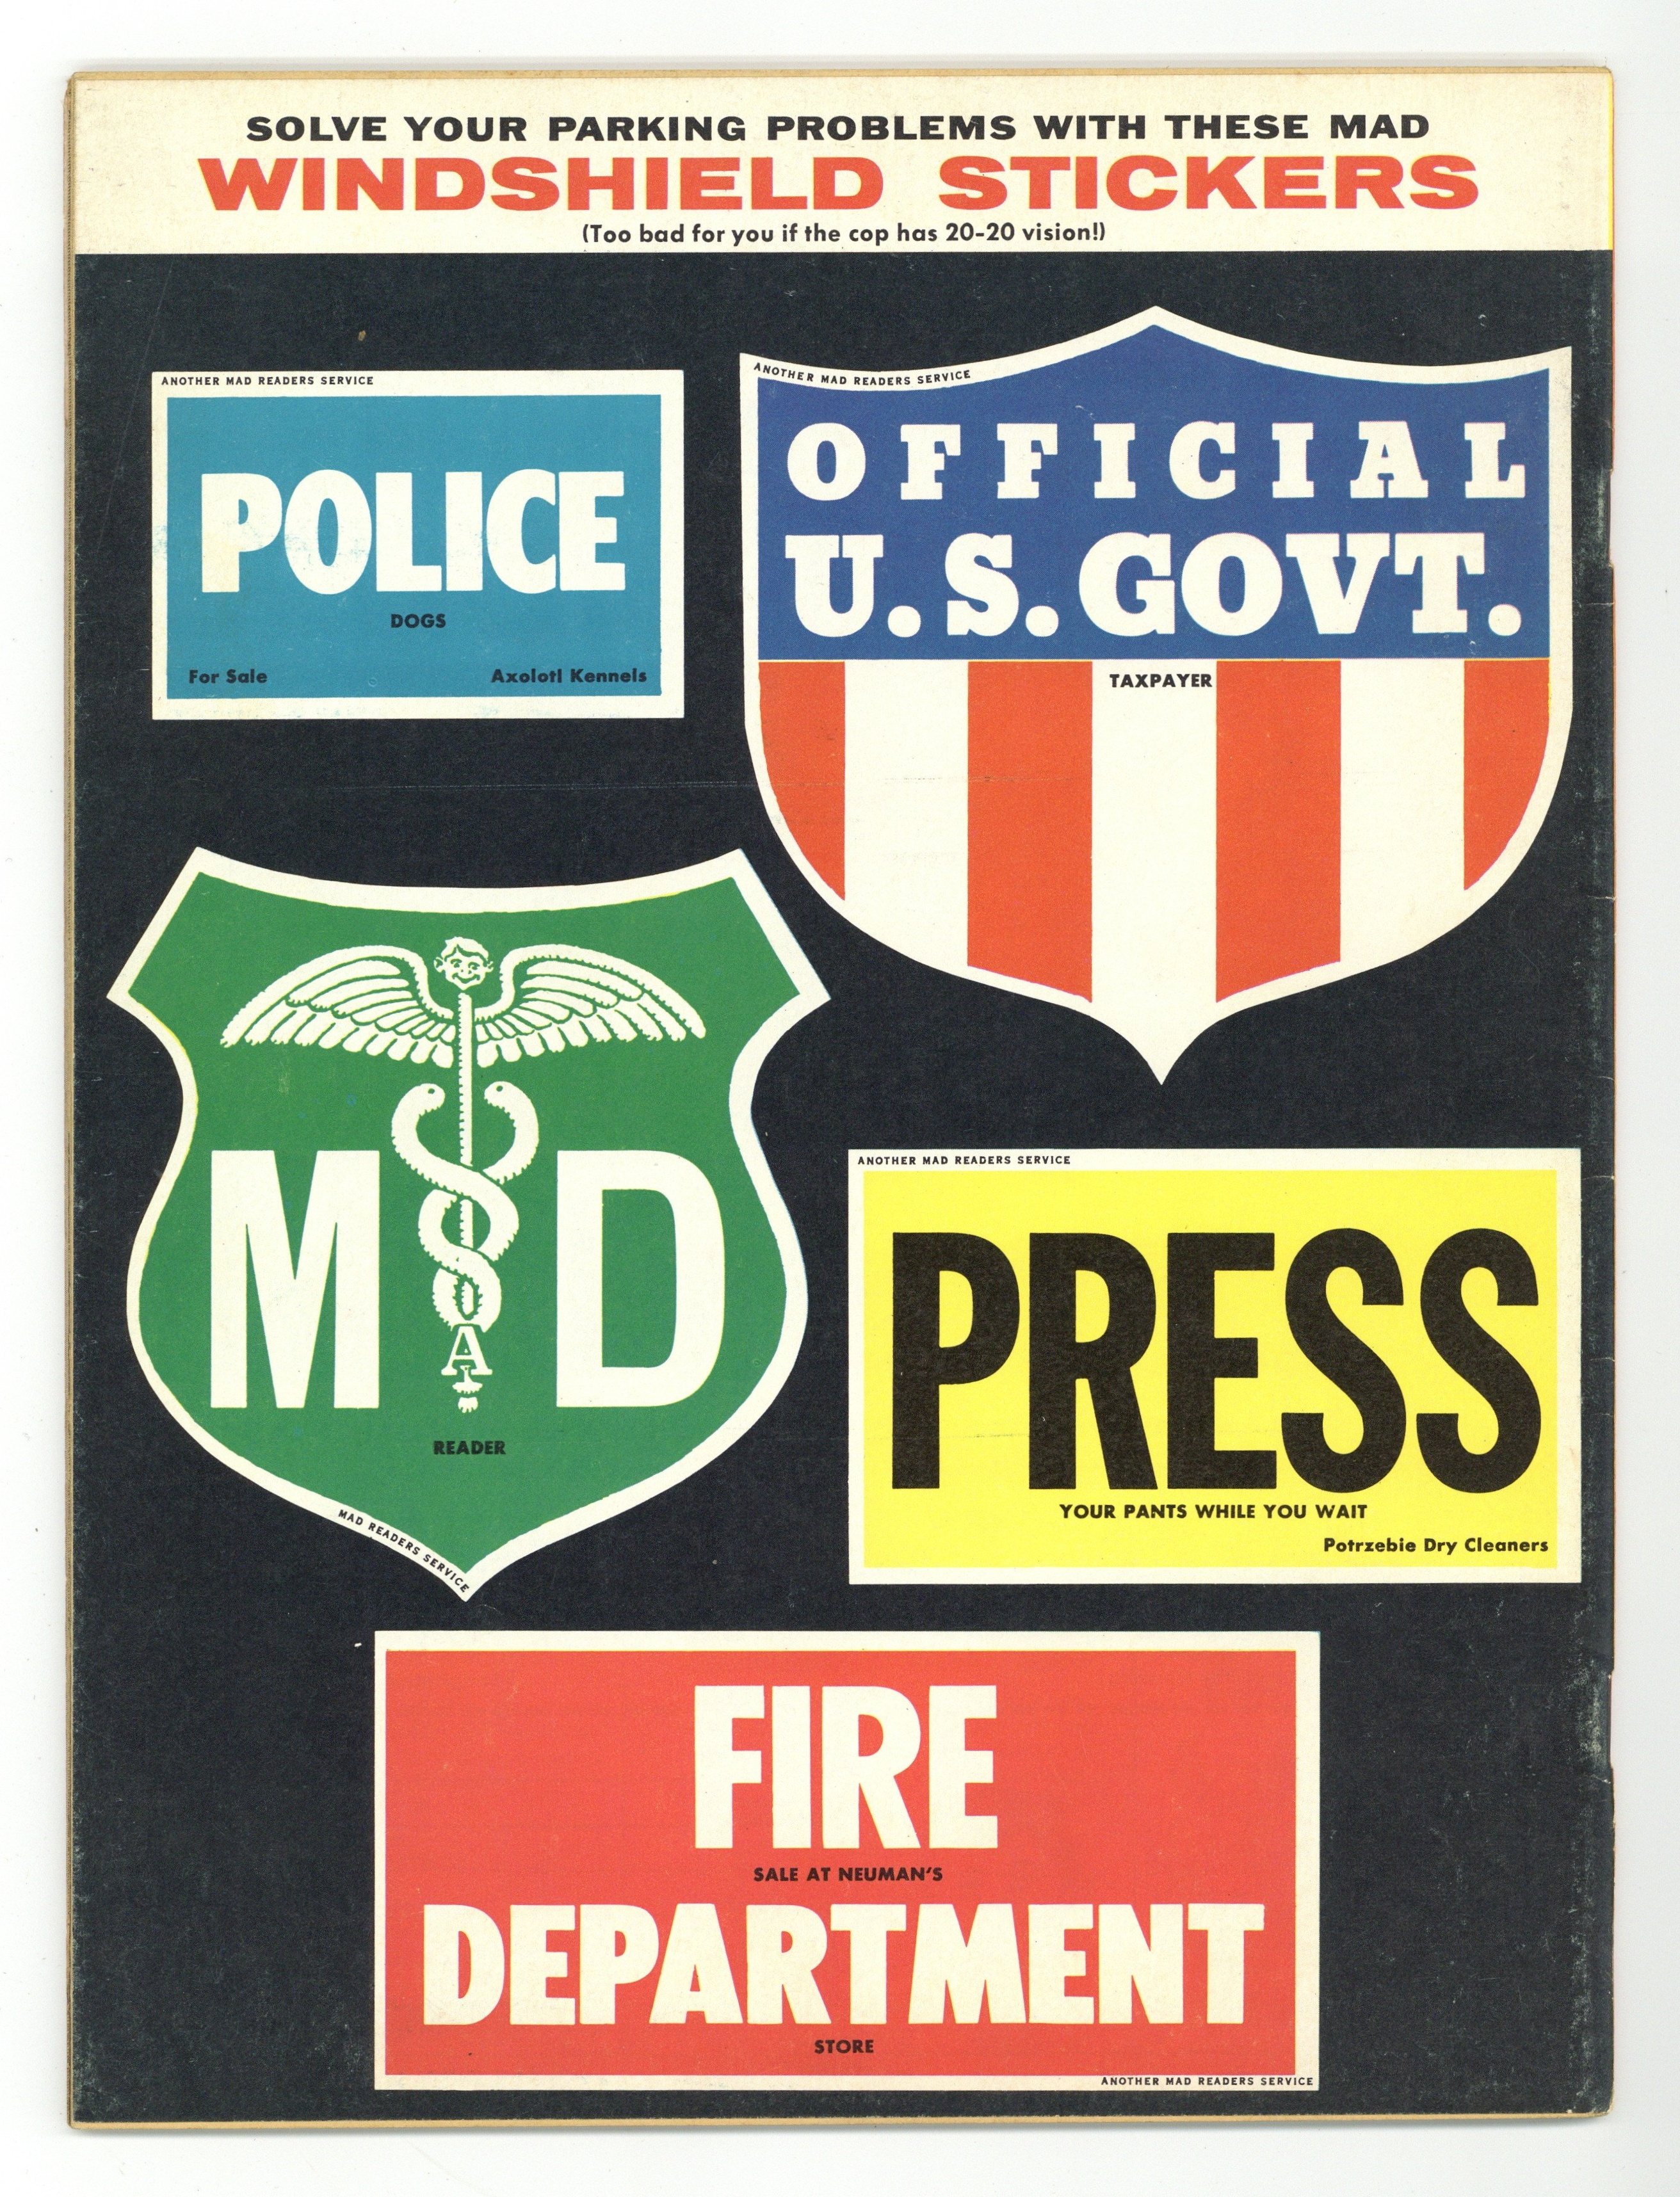 SOLVE YOUR PARKING PROBLEMS WITH THESE MAD
WINDSHIELD STICKERS
(Too bad for you if the cop has 20-20 vision!)
ANOTHER MAD READERS SERVICE
POLICE
DOGS
For Sale
Axolotl Kennels
ANOTHER MAD READERS SERVICE
OFFICIAL
U.S. GOVT.
TAXPAYER
M D
A
READER
MAD READERS SERVICE
ANOTHER MAD READERS SERVICE
PRESS
YOUR PANTS WHILE YOU WAIT
Potrzebie Dry Cleaners
FIRE
SALE AT NEUMAN'S
DEPARTMENT
STORE
ANOTHER MAD READERS SERVICE